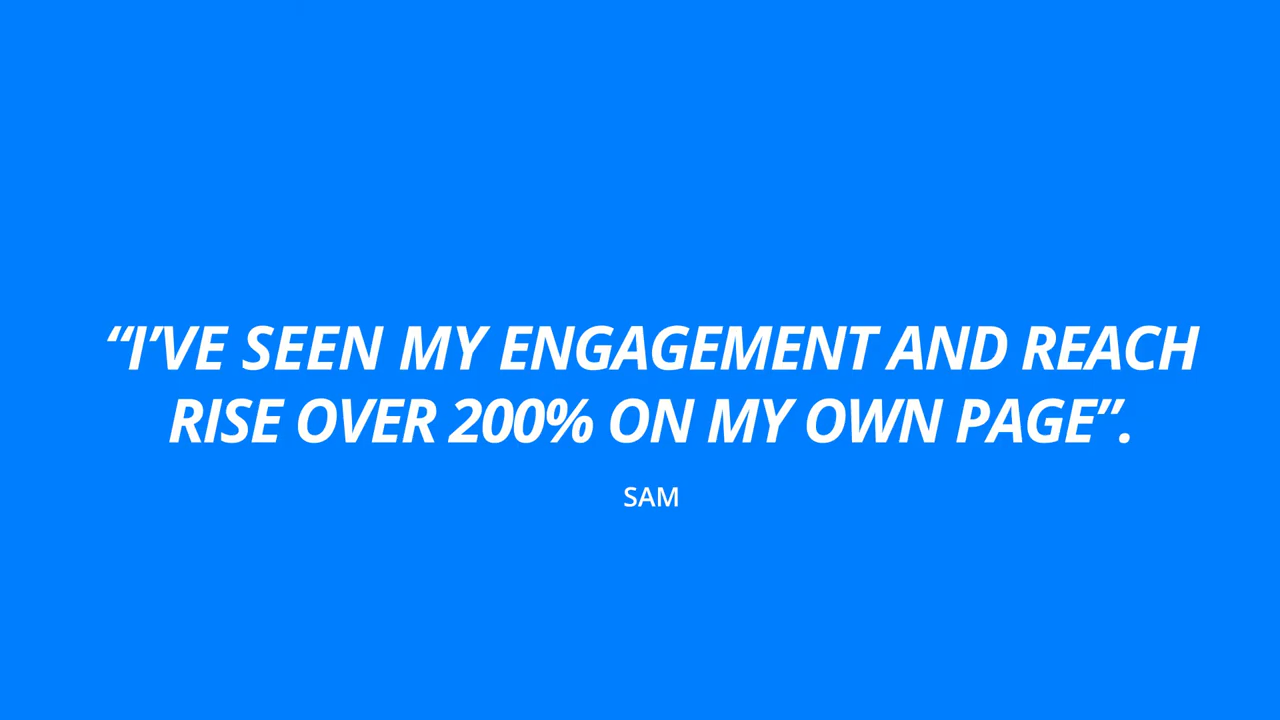 “I’VE SEEN MY ENGAGEMENT AND REACH
RISE OVER 200% ON MY OWN PAGE”.
SAM